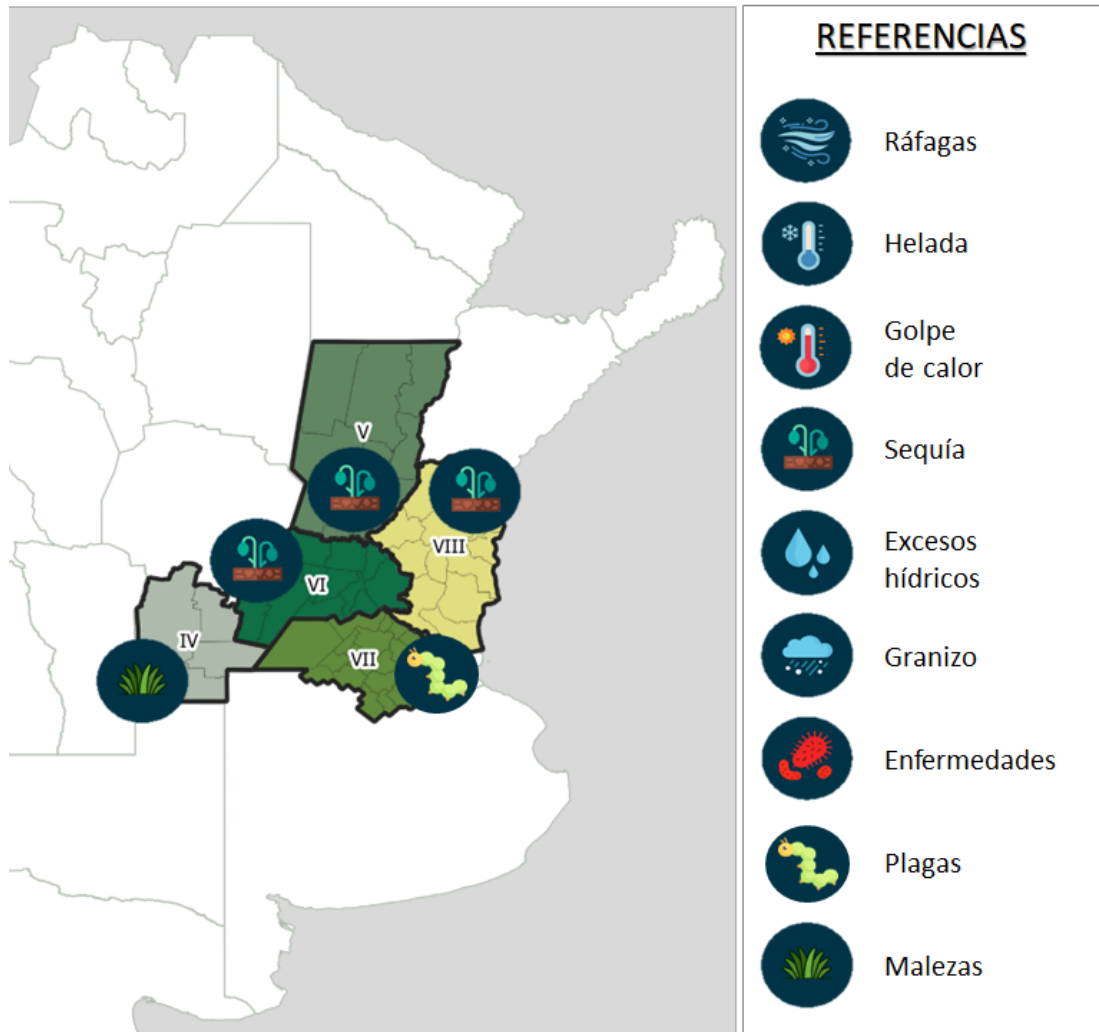 REFERENCIAS
Ráfagas
Helada
Golpe
de calor
Sequía
Excesos
hídricos
Granizo
Enfermedades
Plagas
Malezas
V
VIII
VI
IV
VII